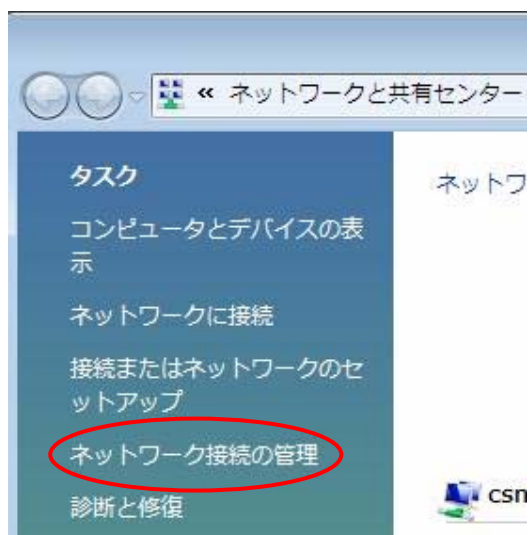 « ネットワークと共有センター
タスク
コンピュータとデバイスの表
示
ネットワークに接続
接続またはネットワークのセ
ットアップ
ネットワーク接続の管理
診断と修復
ネットワ
csn